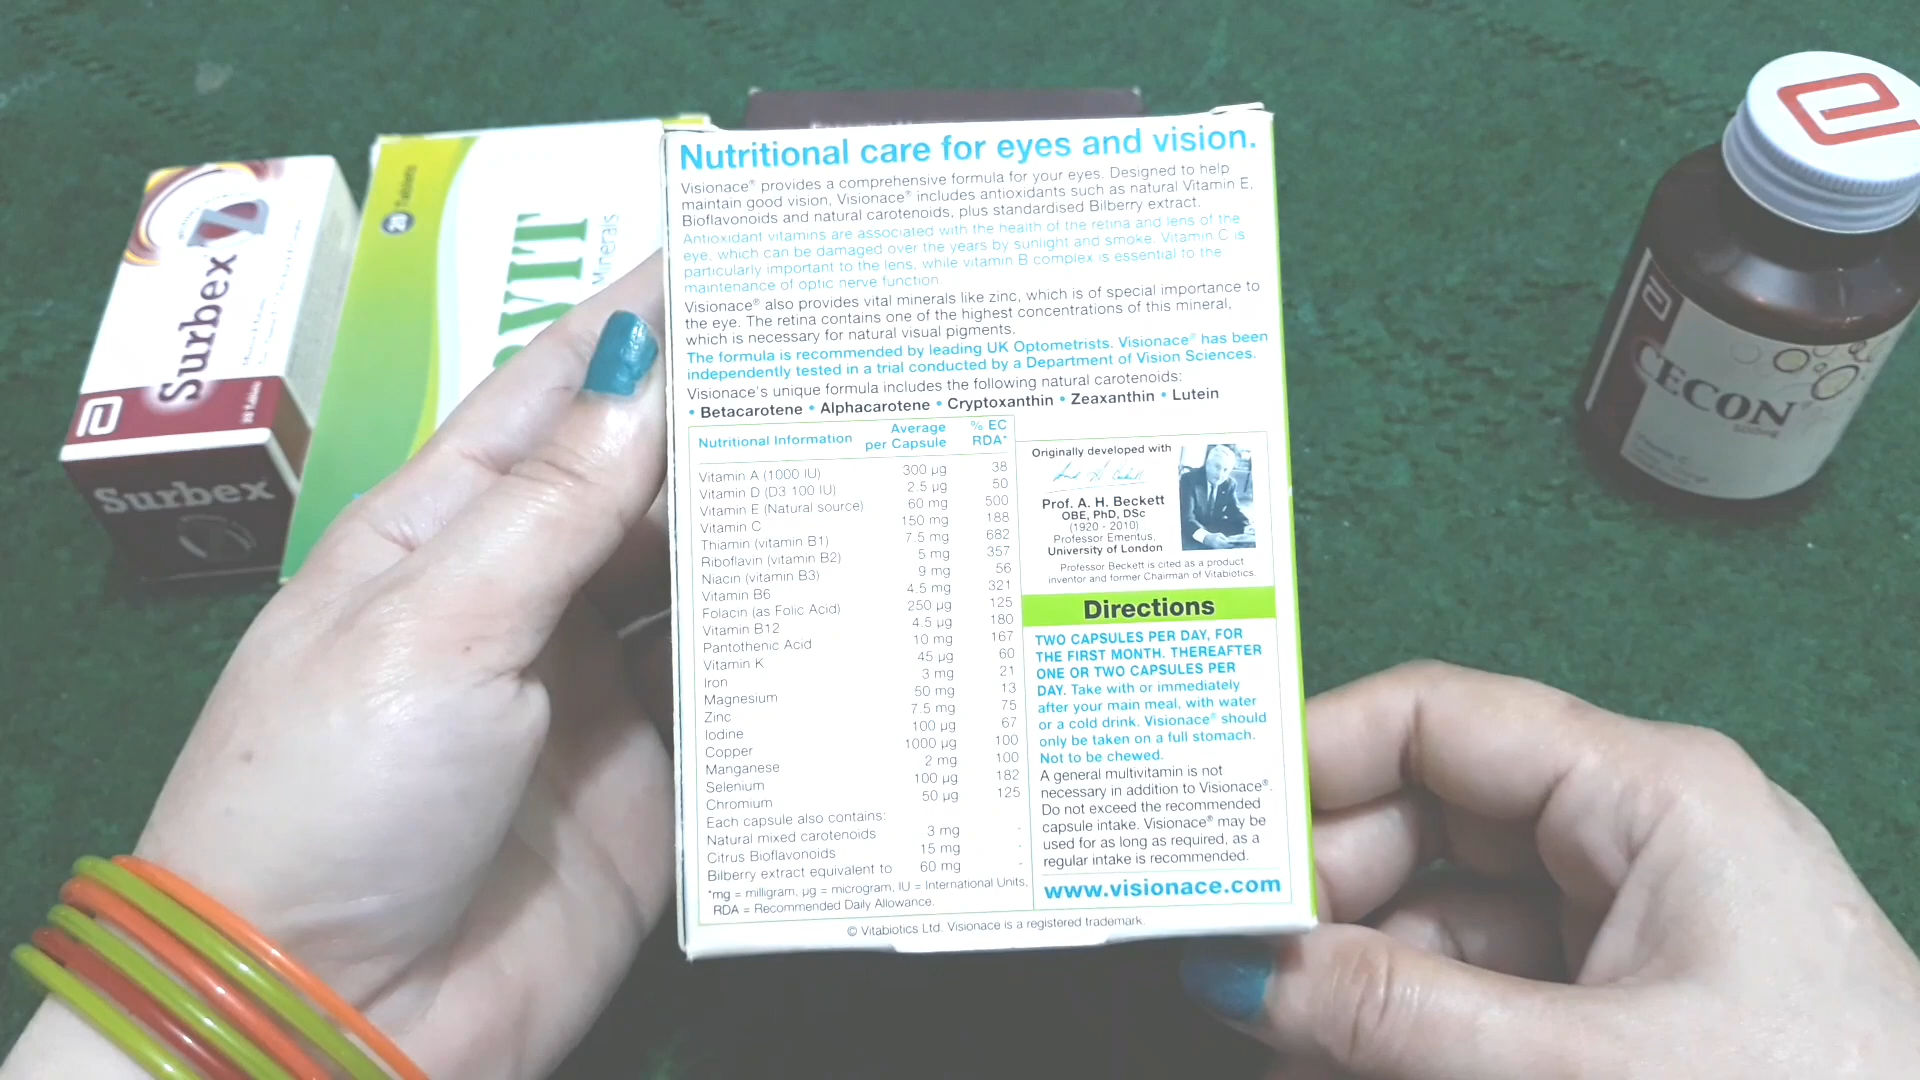 Nutritional care for eyes and vision.
Visionace® provides a comprehensive formula for your eyes. Designed to help
maintain good vision, Visionace® includes antioxidants such as natural Vitamin E,
Bioflavonoids and natural carotenoids, plus standardised Bilberry extract.
Antioxidant vitamins are associated with the health of the retina and lens of the
eye, which can be damaged over the years by sunlight and smoke. Vitamin C is
particularly important to the lens, while vitamin B complex is essential to the
maintenance of optic nerve function.
Visionace® also provides vital minerals like zinc, which is of special importance to
the eye. The retina contains one of the highest concentrations of this mineral,
which is necessary for natural visual pigments.
The formula is recommended by leading UK Optometrists. Visionace® has been
independently tested in a trial conducted by a Department of Vision Sciences.
Visionace's unique formula includes the following natural carotenoids:
• Betacarotene • Alphacarotene • Cryptoxanthin • Zeaxanthin • Lutein
Nutritional Information Average per Capsule % EC RDA*
Vitamin A (1000 IU) 300 µg 38
Vitamin D (D3 100 IU) 2.5 µg 50
Vitamin E (Natural source) 60 mg 500
Vitamin C 150 mg 188
Thiamin (vitamin B1) 7.5 mg 682
Riboflavin (vitamin B2) 5 mg 357
Niacin (vitamin B3) 9 mg 56
Vitamin B6 4.5 mg 321
Folacin (as Folic Acid) 250 µg 125
Vitamin B12 4.5 µg 180
Pantothenic Acid 10 mg 167
Vitamin K 45 µg 60
Iron 3 mg 21
Magnesium 50 mg 13
Zinc 7.5 mg 75
Iodine 100 µg 67
Copper 1000 µg 100
Manganese 2 mg 100
Selenium 100 µg 182
Chromium 50 µg 125
Each capsule also contains:
Natural mixed carotenoids 3 mg -
Citrus Bioflavonoids 15 mg -
Bilberry extract equivalent to 60 mg -
*mg = milligram, µg = microgram, IU = International Units,
RDA = Recommended Daily Allowance.
Originally developed with
Prof. A. H. Beckett
OBE, PhD, DSc
(1920 - 2010)
Professor Emeritus,
University of London
Professor Beckett is cited as a product
inventor and former Chairman of Vitabiotics.
Directions
TWO CAPSULES PER DAY, FOR
THE FIRST MONTH. THEREAFTER
ONE OR TWO CAPSULES PER
DAY. Take with or immediately
after your main meal, with water
or a cold drink. Visionace® should
only be taken on a full stomach.
Not to be chewed.
A general multivitamin is not
necessary in addition to Visionace®.
Do not exceed the recommended
capsule intake. Visionace® may be
used for as long as required, as a
regular intake is recommended.
www.visionace.com
© Vitabiotics Ltd. Visionace is a registered trademark.
Surbex Z
Surbex
Tablets
VIT
Minerals
CECON